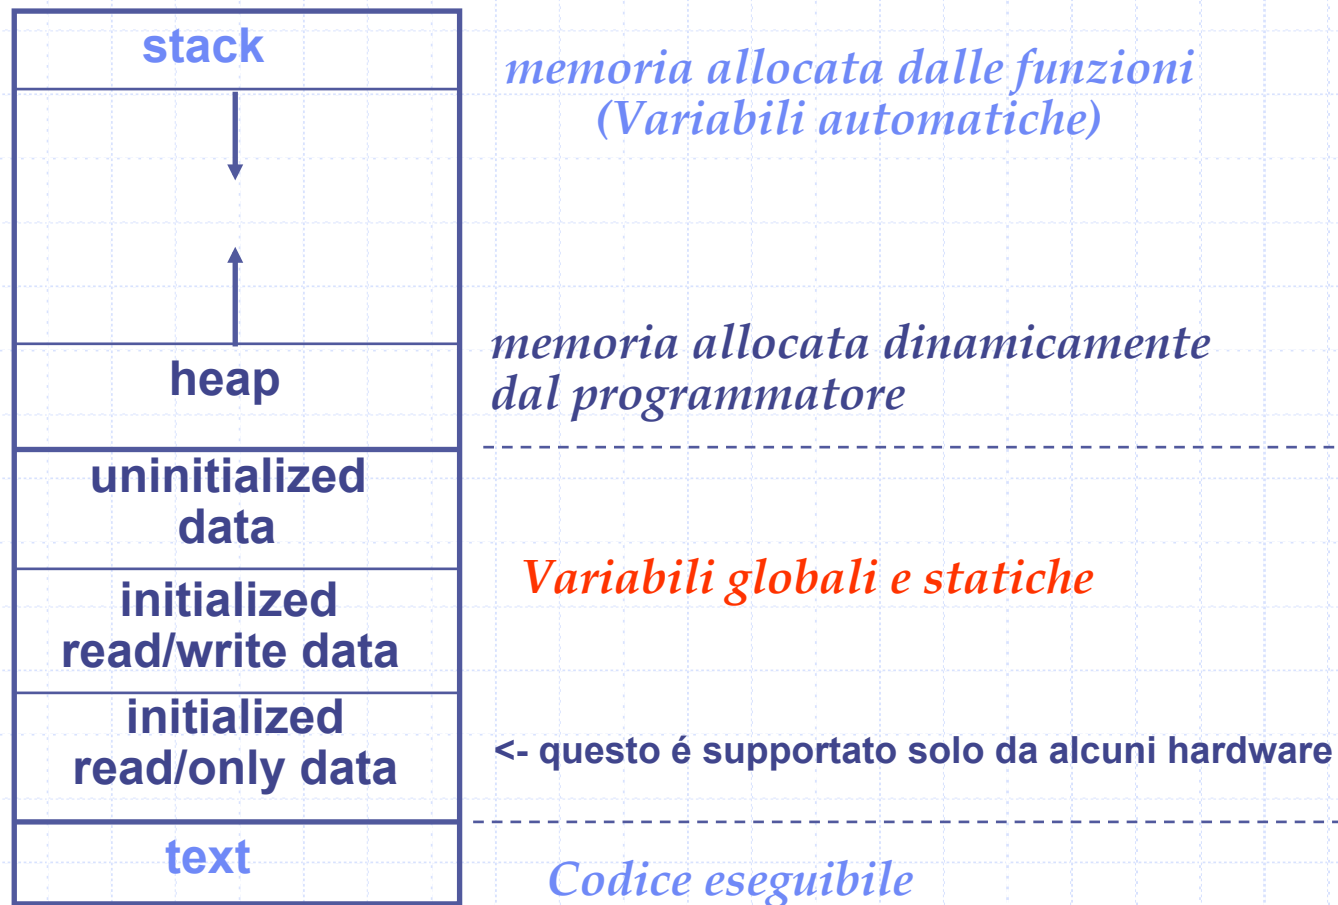 stack
memoria allocata dalle funzioni
(Variabili automatiche)
memoria allocata dinamicamente
dal programmatore
heap
uninitialized
data
Variabili globali e statiche
initialized
read/write data
initialized
read/only data
<- questo é supportato solo da alcuni hardware
text
Codice eseguibile